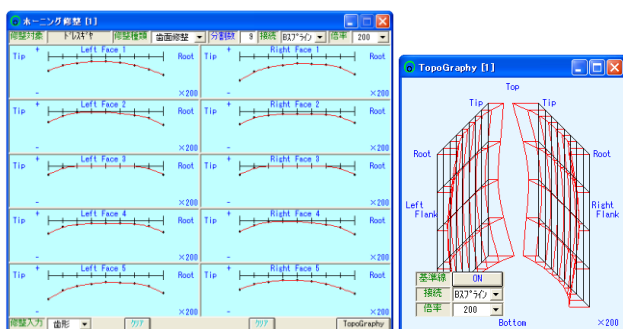 ホーニング修整 [1]
修整対象 ドレスギヤ 修整種類 歯面修整 分割数 9 接続 Bスプライン 倍率 200
+ Left Face 1 + Right Face 1
Tip Root Tip Root
- ×200 - ×200
+ Left Face 2 + Right Face 2
Tip Root Tip Root
- ×200 - ×200
+ Left Face 3 + Right Face 3
Tip Root Tip Root
- ×200 - ×200
+ Left Face 4 + Right Face 4
Tip Root Tip Root
- ×200 - ×200
+ Left Face 5 + Right Face 5
Tip Root Tip Root
- ×200 - ×200
修整入力 歯形 クリア クリア TopoGraphy
TopoGraphy [1]
Top
Tip Tip
Root Root
Left Flank
Right Flank
基準線 ON
接続 Bスプライン
倍率 200
Bottom ×200